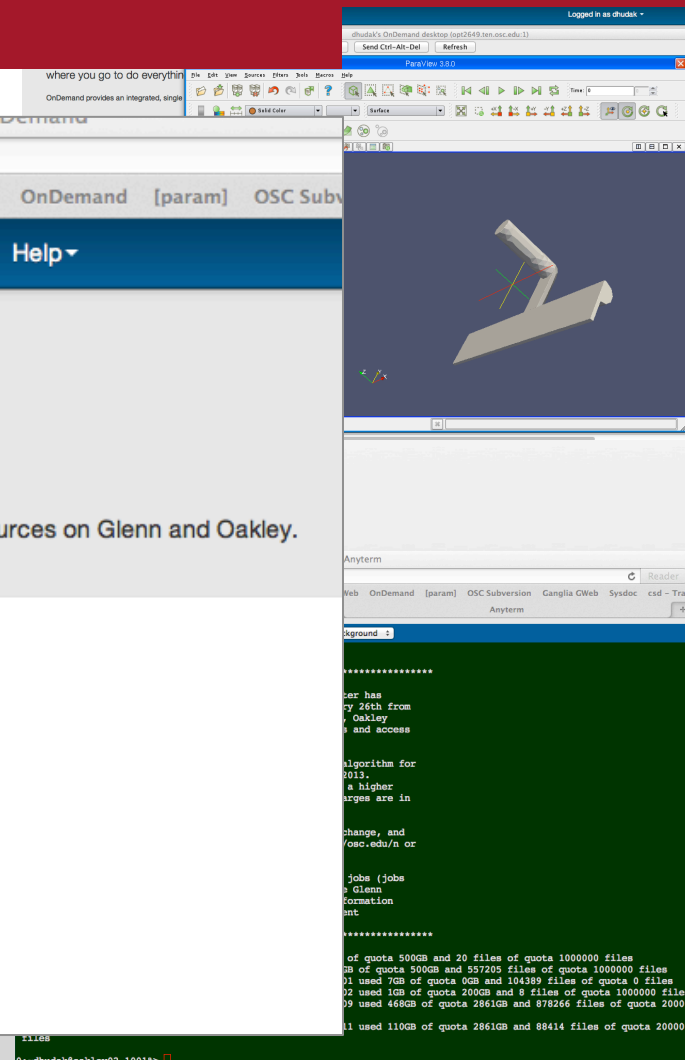 Logged in as dhudak
dhudak's OnDemand desktop (opt2649.ten.osc.edu:1)
Send Ctrl-Alt-Del Refresh
ParaView 3.8.0
where you go to do everythin
File Edit View Sources Filters Tools Macros Help
OnDemand provides an integrated, single
Time: 0
Solid Color Surface
OnDemand [param] OSC Subv
Help
urces on Glenn and Oakley.
Anyterm
Reader
Web OnDemand [param] OSC Subversion Ganglia GWeb Sysdoc csd - Tra
Anyterm
kground
****************
ter has
ry 26th from
, Oakley
s and access
algorithm for
2013.
a higher
arges are in
change, and
/osc.edu/n or
jobs (jobs
e Glenn
formation
ent
****************
of quota 500GB and 20 files of quota 1000000 files
GB of quota 500GB and 557205 files of quota 1000000 files
01 used 7GB of quota 0GB and 104389 files of quota 0 files
02 used 1GB of quota 200GB and 8 files of quota 1000000 file
09 used 468GB of quota 2861GB and 878266 files of quota 2000
11 used 110GB of quota 2861GB and 88414 files of quota 20000
files